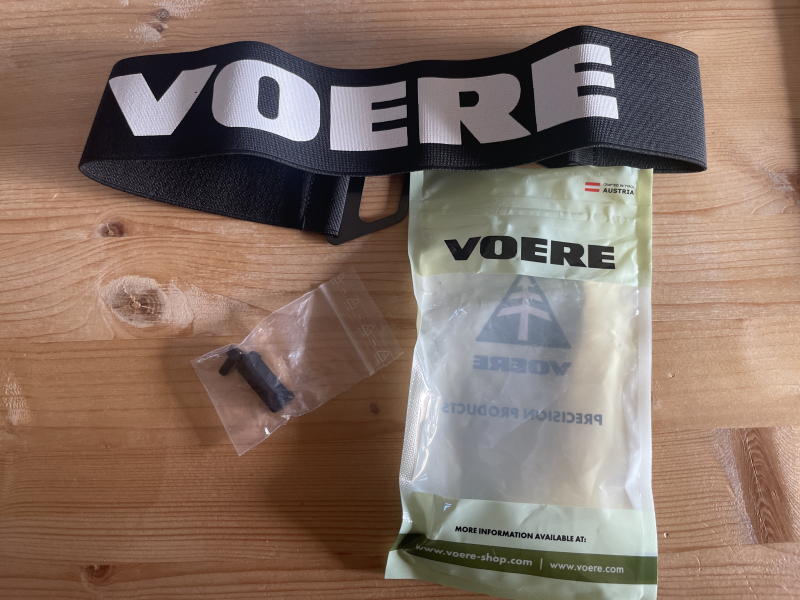 VOERE
CRAFTED IN TYROL
AUSTRIA
VOERE
VOERE
PRECISION PRODUCTS
MORE INFORMATION AVAILABLE AT:
www.voere-shop.com | www.voere.com